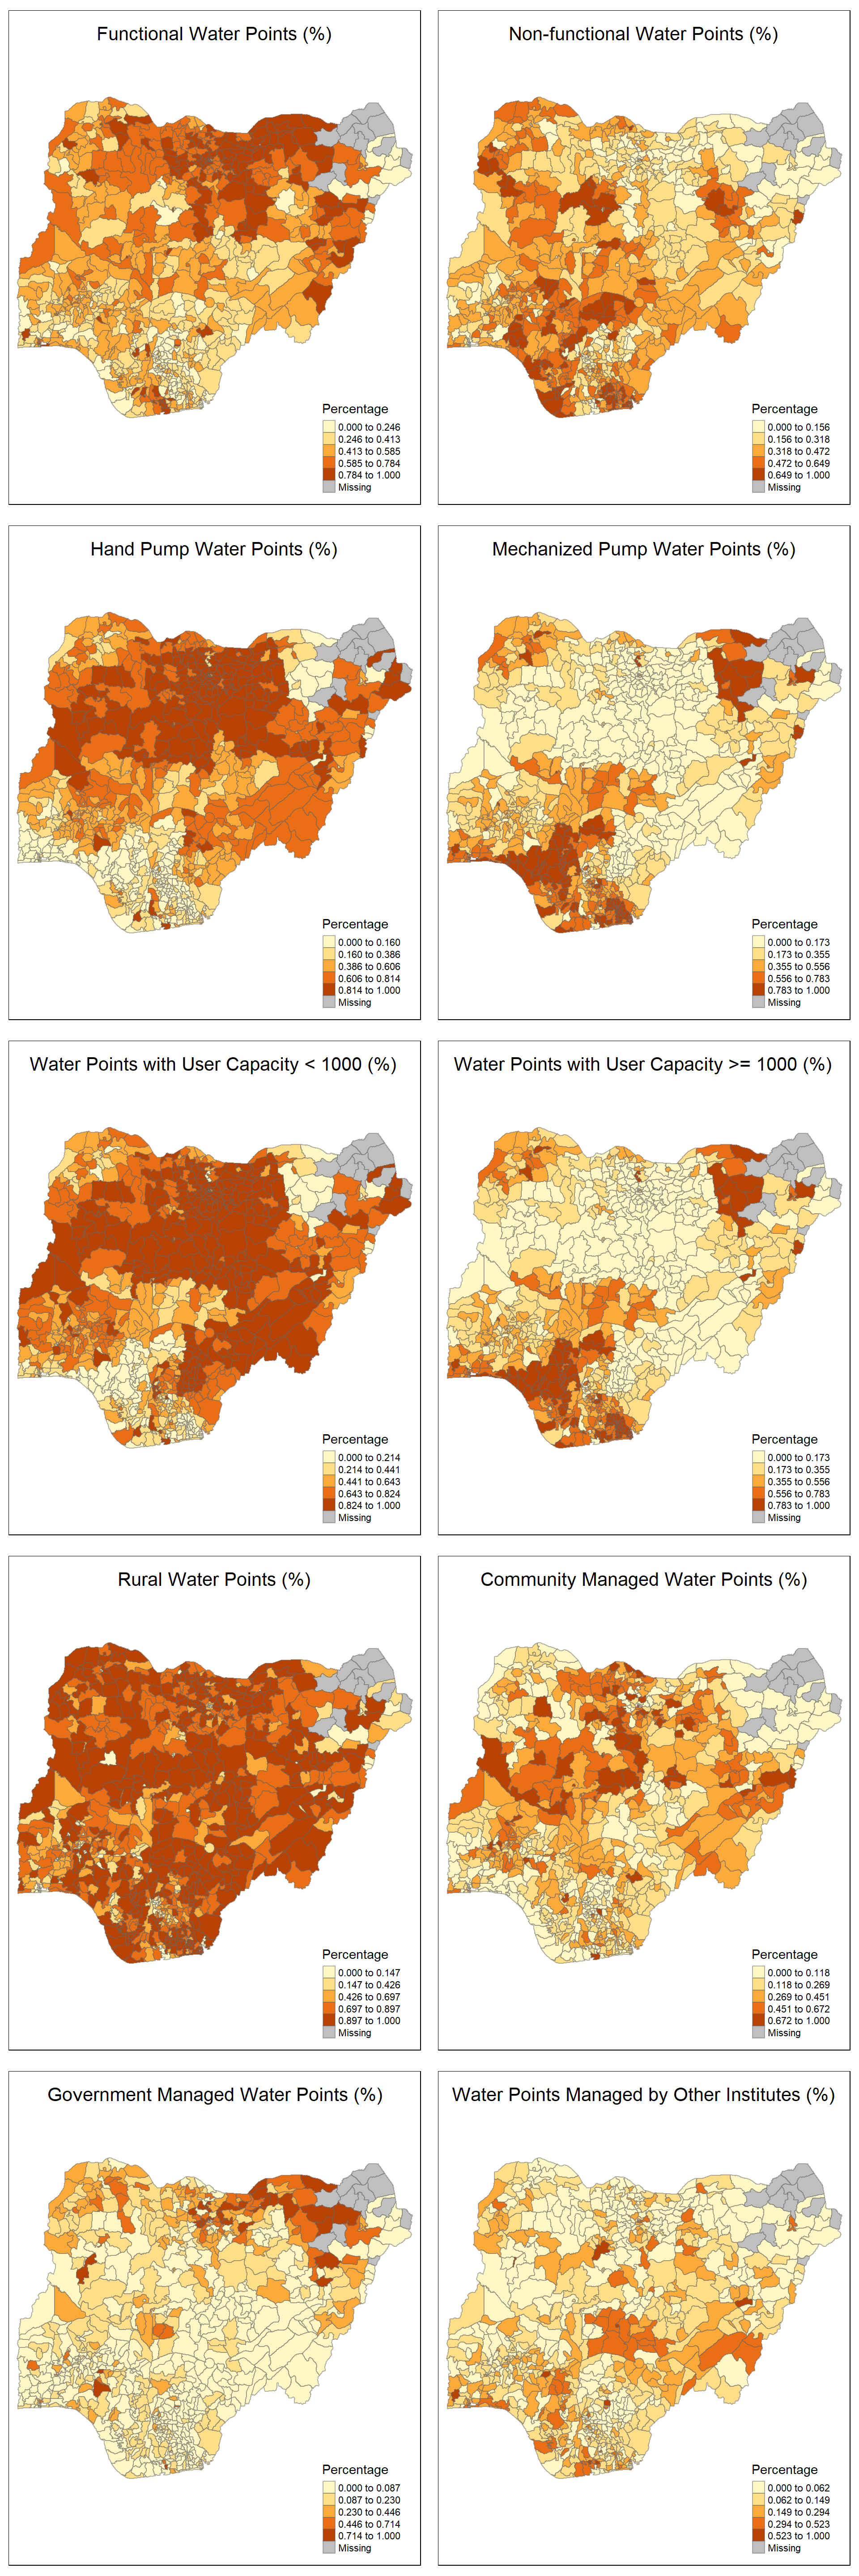 Functional Water Points (%)
Percentage
0.000 to 0.246
0.246 to 0.413
0.413 to 0.585
0.585 to 0.784
0.784 to 1.000
Missing
Non-functional Water Points (%)
Percentage
0.000 to 0.156
0.156 to 0.318
0.318 to 0.472
0.472 to 0.649
0.649 to 1.000
Missing
Hand Pump Water Points (%)
Percentage
0.000 to 0.160
0.160 to 0.386
0.386 to 0.606
0.606 to 0.814
0.814 to 1.000
Missing
Mechanized Pump Water Points (%)
Percentage
0.000 to 0.173
0.173 to 0.355
0.355 to 0.556
0.556 to 0.783
0.783 to 1.000
Missing
Water Points with User Capacity < 1000 (%)
Percentage
0.000 to 0.214
0.214 to 0.441
0.441 to 0.643
0.643 to 0.824
0.824 to 1.000
Missing
Water Points with User Capacity >= 1000 (%)
Percentage
0.000 to 0.173
0.173 to 0.355
0.355 to 0.556
0.556 to 0.783
0.783 to 1.000
Missing
Rural Water Points (%)
Percentage
0.000 to 0.147
0.147 to 0.426
0.426 to 0.697
0.697 to 0.897
0.897 to 1.000
Missing
Community Managed Water Points (%)
Percentage
0.000 to 0.118
0.118 to 0.269
0.269 to 0.451
0.451 to 0.672
0.672 to 1.000
Missing
Government Managed Water Points (%)
Percentage
0.000 to 0.087
0.087 to 0.230
0.230 to 0.446
0.446 to 0.714
0.714 to 1.000
Missing
Water Points Managed by Other Institutes (%)
Percentage
0.000 to 0.062
0.062 to 0.149
0.149 to 0.294
0.294 to 0.523
0.523 to 1.000
Missing